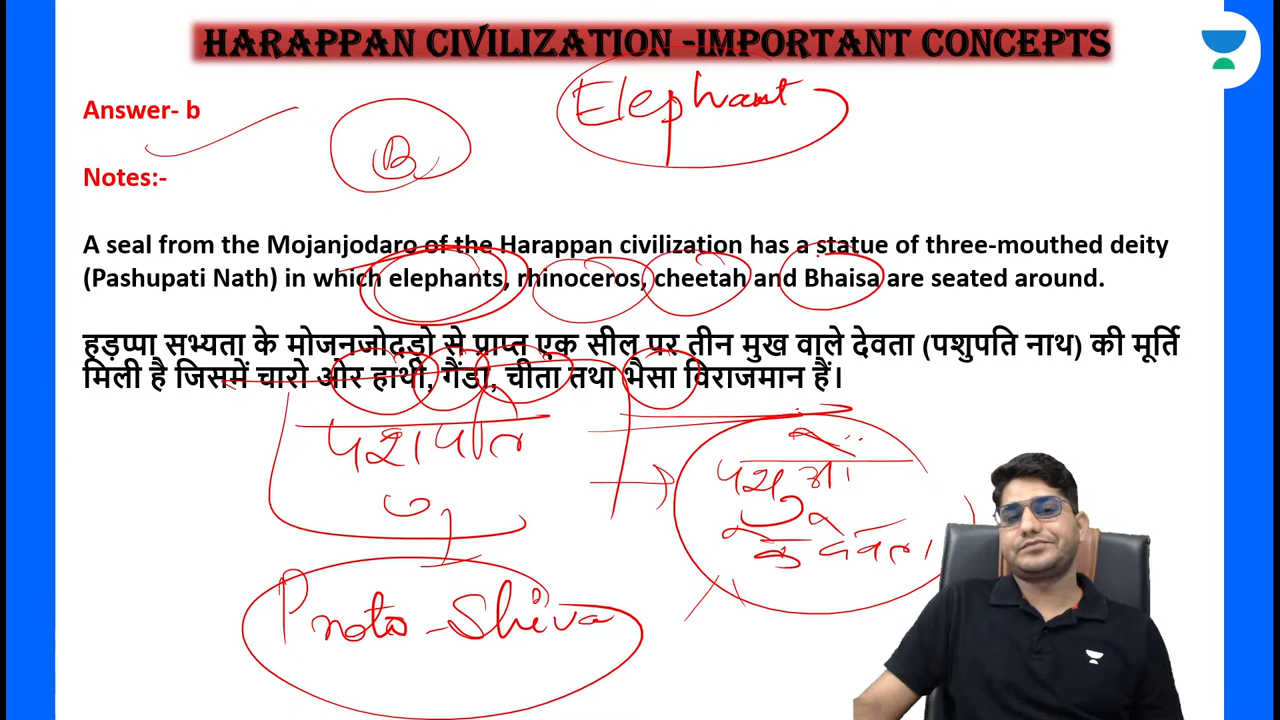 HARAPPAN CIVILIZATION -IMPORTANT CONCEPTS
Elephant
Answer- b
B
Notes:-
A seal from the Mojanjodaro of the Harappan civilization has a statue of three-mouthed deity
(Pashupati Nath) in which elephants, rhinoceros, cheetah and Bhaisa are seated around.
हड़प्पा सभ्यता के मोजनजोदड़ो से प्राप्त एक सील पर तीन मुख वाले देवता (पशुपति नाथ) की मूर्ति
मिली है जिसमें चारो ओर हाथी, गैंडा, चीता तथा भैसा विराजमान हैं।
पशुपति
पशुओं
के देवता
Proto-Shiva